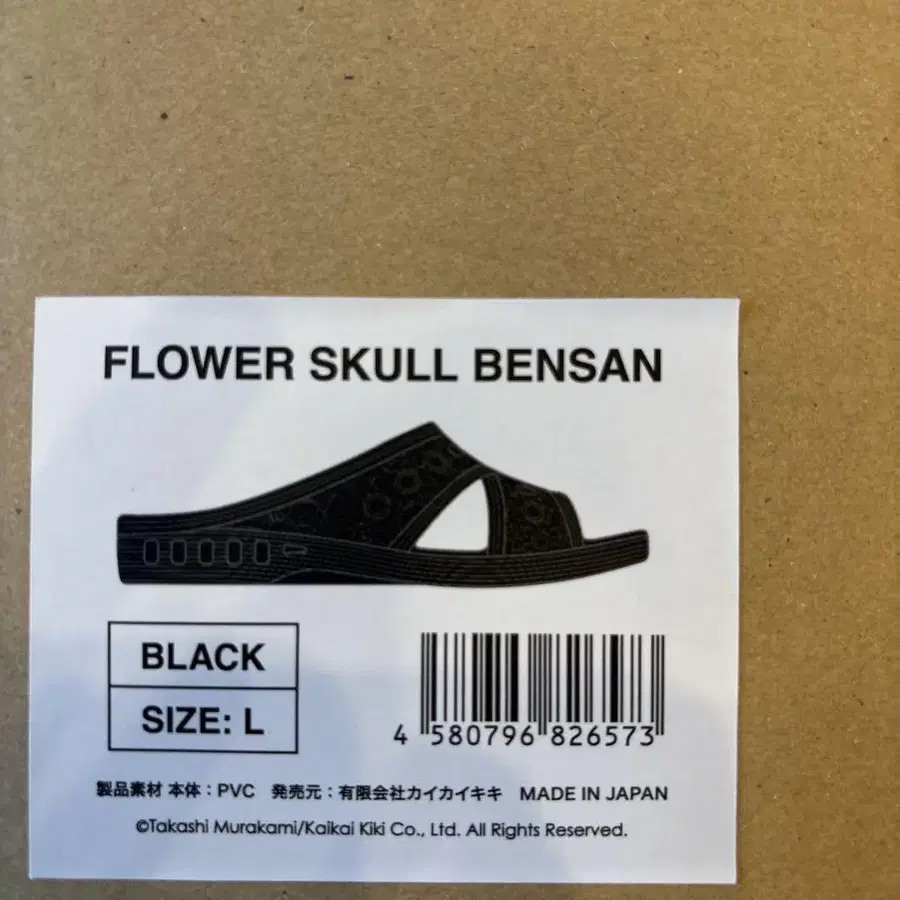 FLOWER SKULL BENSAN
BLACK
SIZE: L
4 580796 826573
製品素材 本体：PVC 発売元：有限会社カイカイキキ MADE IN JAPAN
©Takashi Murakami/Kaikai Kiki Co., Ltd. All Rights Reserved.